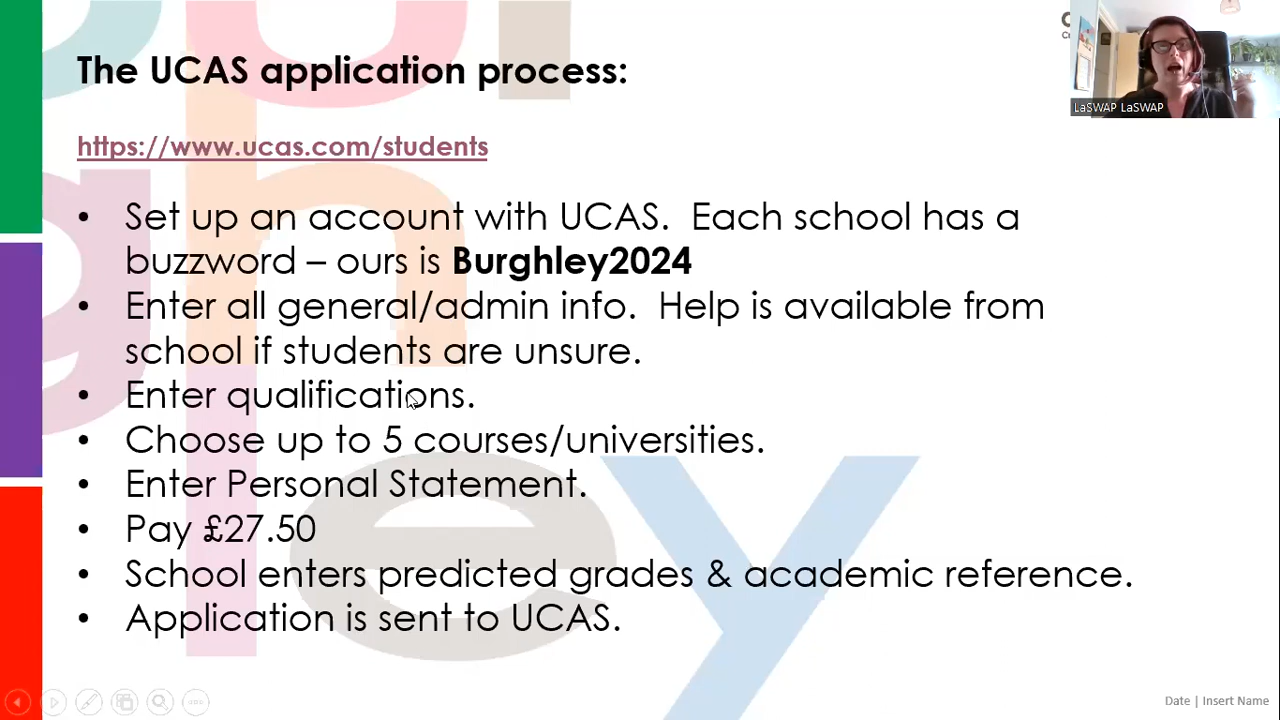 The UCAS application process:
https://www.ucas.com/students
• Set up an account with UCAS.  Each school has a
buzzword – ours is Burghley2024
• Enter all general/admin info.  Help is available from
school if students are unsure.
• Enter qualifications.
• Choose up to 5 courses/universities.
• Enter Personal Statement.
• Pay £27.50
• School enters predicted grades & academic reference.
• Application is sent to UCAS.
LaSWAP LaSWAP
Date | Insert Name